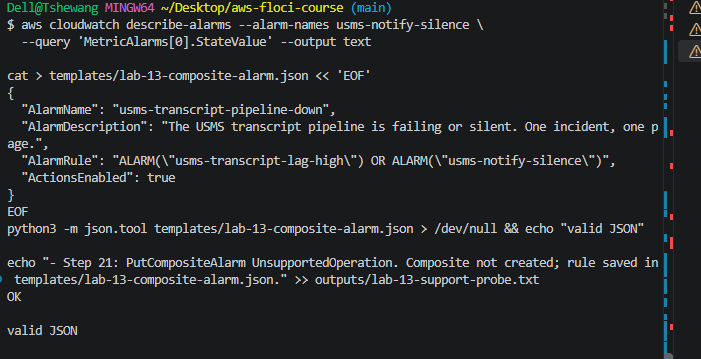 Dell@Tshewang MINGW64 ~/Desktop/aws-floci-course (main)
$ aws cloudwatch describe-alarms --alarm-names usms-notify-silence \
  --query 'MetricAlarms[0].StateValue' --output text

cat > templates/lab-13-composite-alarm.json << 'EOF'
{
  "AlarmName": "usms-transcript-pipeline-down",
  "AlarmDescription": "The USMS transcript pipeline is failing or silent. One incident, one p
age.",
  "AlarmRule": "ALARM(\"usms-transcript-lag-high\") OR ALARM(\"usms-notify-silence\")",
  "ActionsEnabled": true
}
EOF
python3 -m json.tool templates/lab-13-composite-alarm.json > /dev/null && echo "valid JSON"

echo "- Step 21: PutCompositeAlarm UnsupportedOperation. Composite not created; rule saved in
 templates/lab-13-composite-alarm.json." >> outputs/lab-13-support-probe.txt
OK

valid JSON